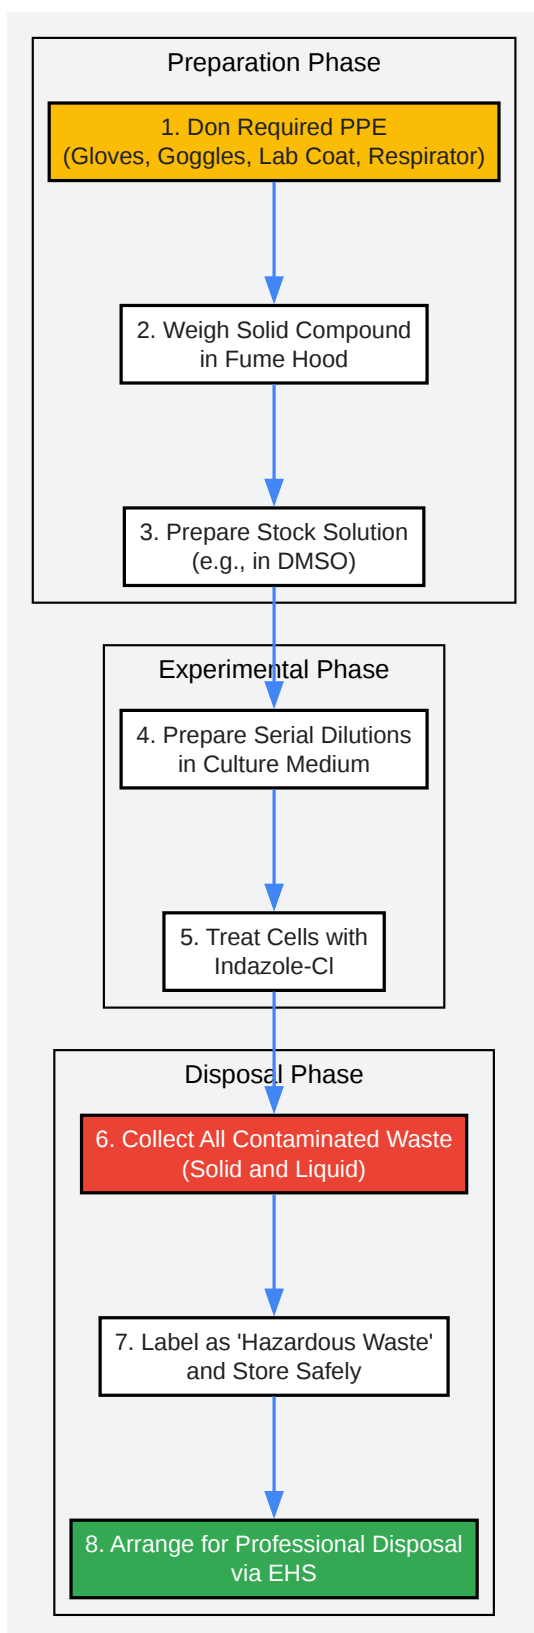 Preparation Phase
1. Don Required PPE
(Gloves, Goggles, Lab Coat, Respirator)
2. Weigh Solid Compound
in Fume Hood
3. Prepare Stock Solution
(e.g., in DMSO)
Experimental Phase
4. Prepare Serial Dilutions
in Culture Medium
5. Treat Cells with
Indazole-Cl
Disposal Phase
6. Collect All Contaminated Waste
(Solid and Liquid)
7. Label as 'Hazardous Waste'
and Store Safely
8. Arrange for Professional Disposal
via EHS